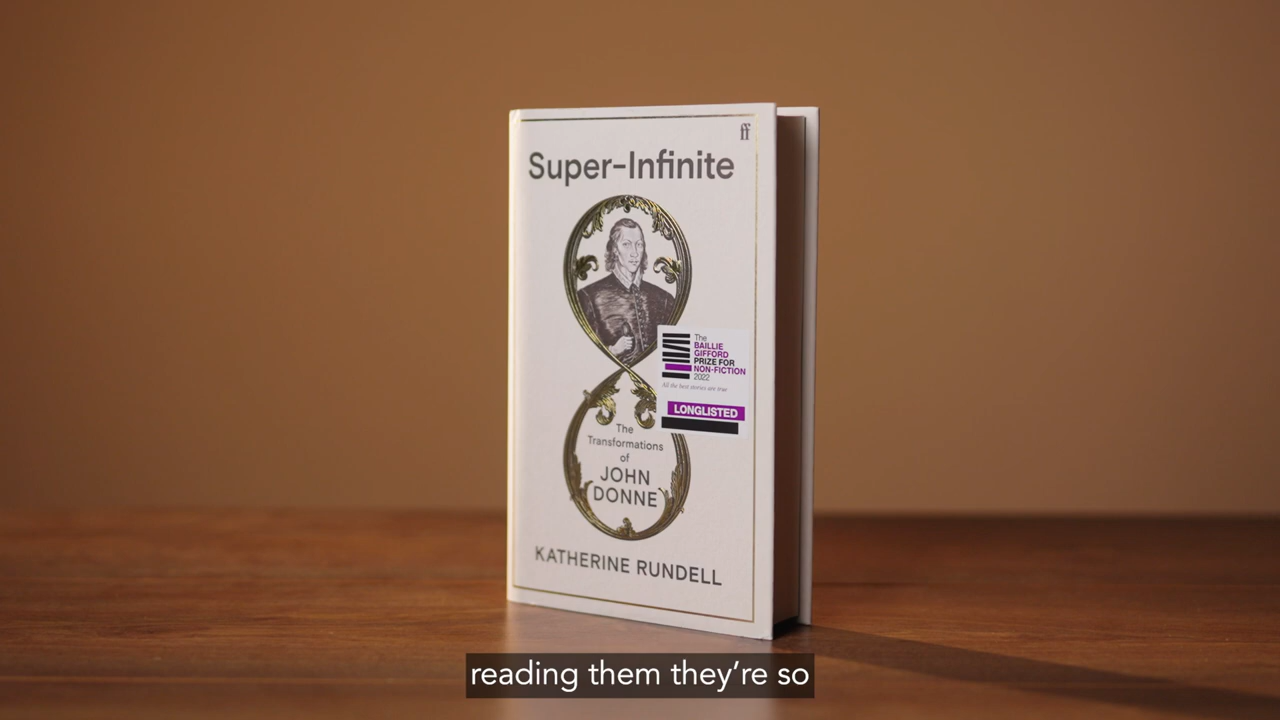 ff
Super-Infinite
The
BAILLIE
GIFFORD
PRIZE FOR
NON-FICTION
2022
All the best stories are true
LONGLISTED
The
Transformations
of
JOHN
DONNE
KATHERINE RUNDELL
reading them they're so